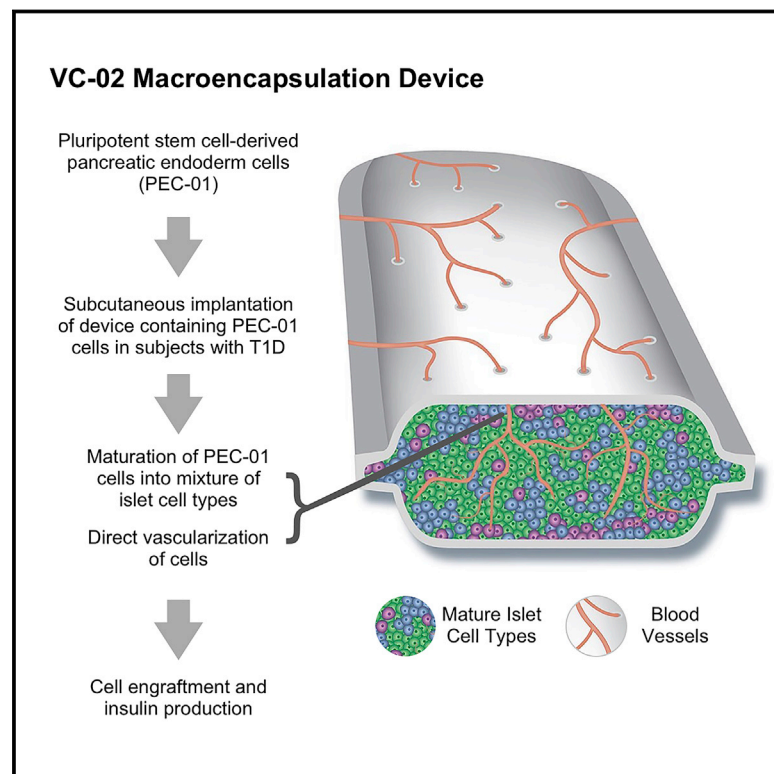 VC-02 Macroencapsulation Device
Pluripotent stem cell-derived
pancreatic endoderm cells
(PEC-01)
Subcutaneous implantation
of device containing PEC-01
cells in subjects with T1D
Maturation of PEC-01
cells into mixture of
islet cell types
Direct vascularization
of cells
Cell engraftment and
insulin production
Mature Islet
Cell Types
Blood
Vessels